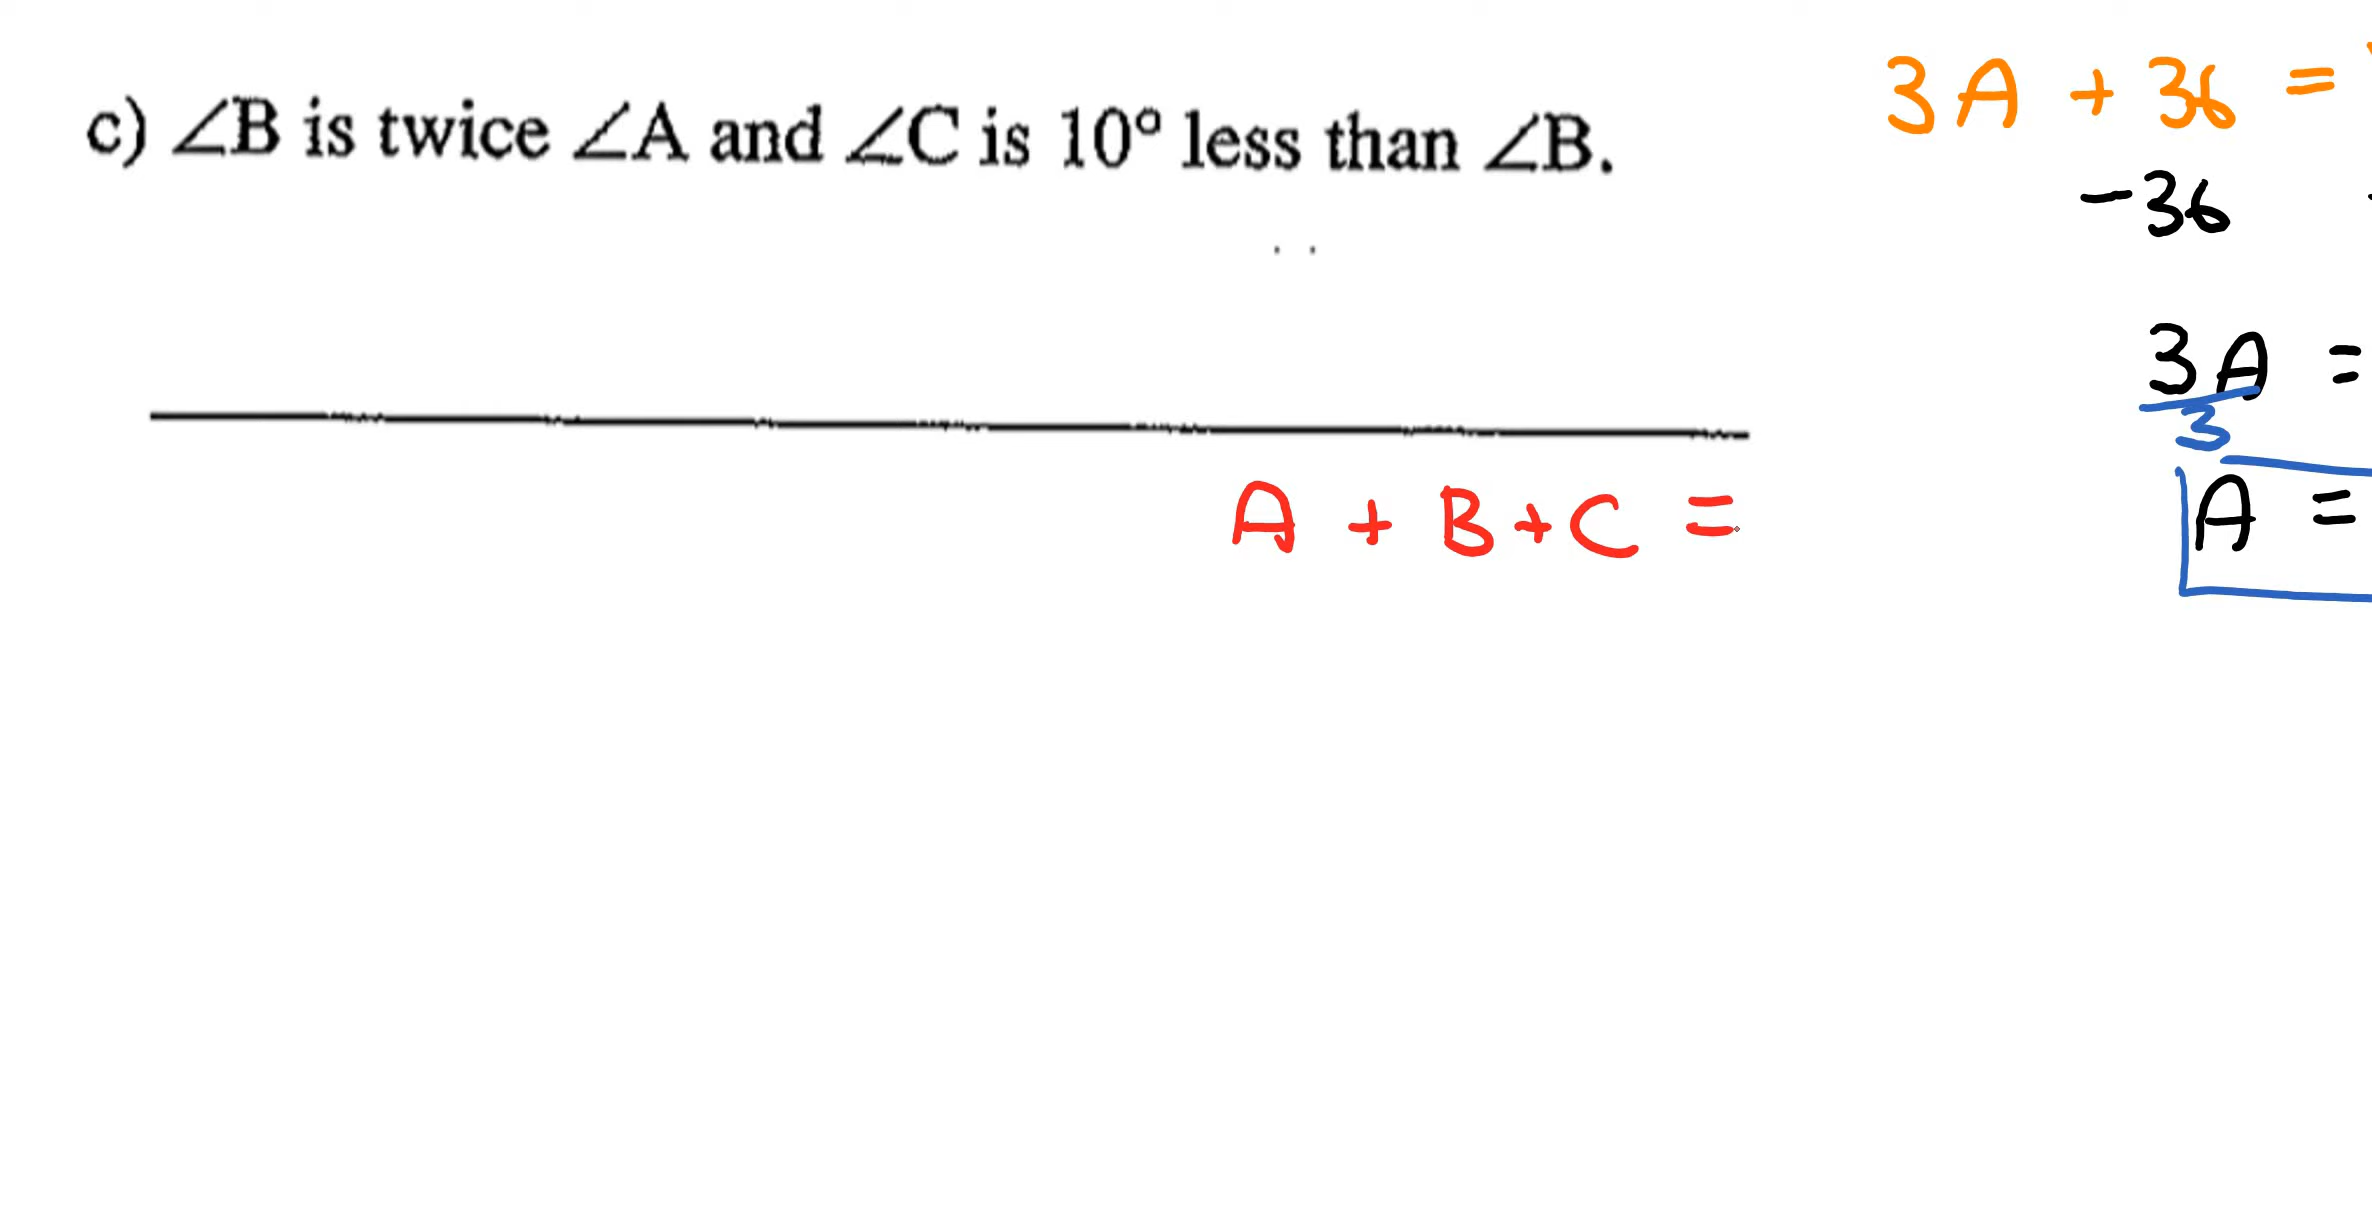 c) ∠B is twice ∠A and ∠C is 10° less than ∠B.
A + B + C =
3A + 36 =
-36
3A =
3
A =